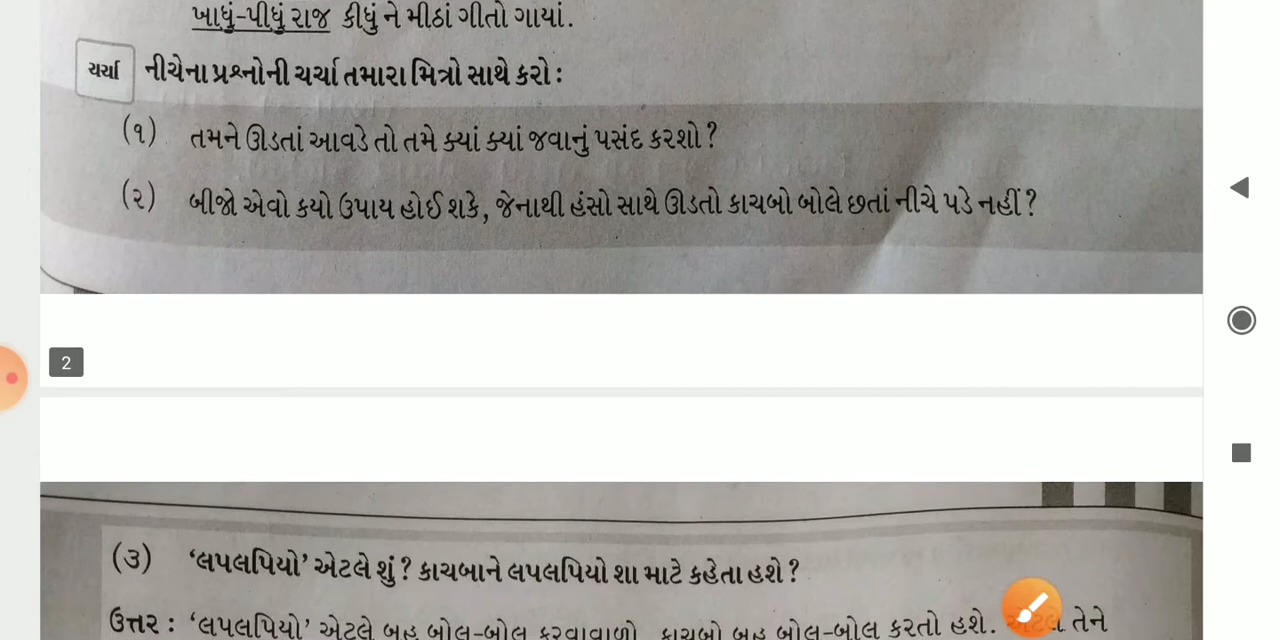 ખાધું-પીધું રાજ કીધું ને મીઠાં ગીતો ગાયાં.
ચર્ચા નીચેના પ્રશ્નોની ચર્ચા તમારા મિત્રો સાથે કરો :
(૧) તમને ઊડતાં આવડે તો તમે ક્યાં ક્યાં જવાનું પસંદ કરશો ?
(૨) બીજો એવો કયો ઉપાય હોઈ શકે, જેનાથી હંસો સાથે ઊડતો કાચબો બોલે છતાં નીચે પડે નહીં ?
2
(૩) ‘લપલપિયો’ એટલે શું ? કાચબાને લપલપિયો શા માટે કહેતા હશે ?
ઉત્તર : ‘લપલપિયો’ એટલે બહુ બોલ-બોલ કરવાવાળો. કાચબો બહુ બોલ-બોલ કરતો હશે. એટલે તેને